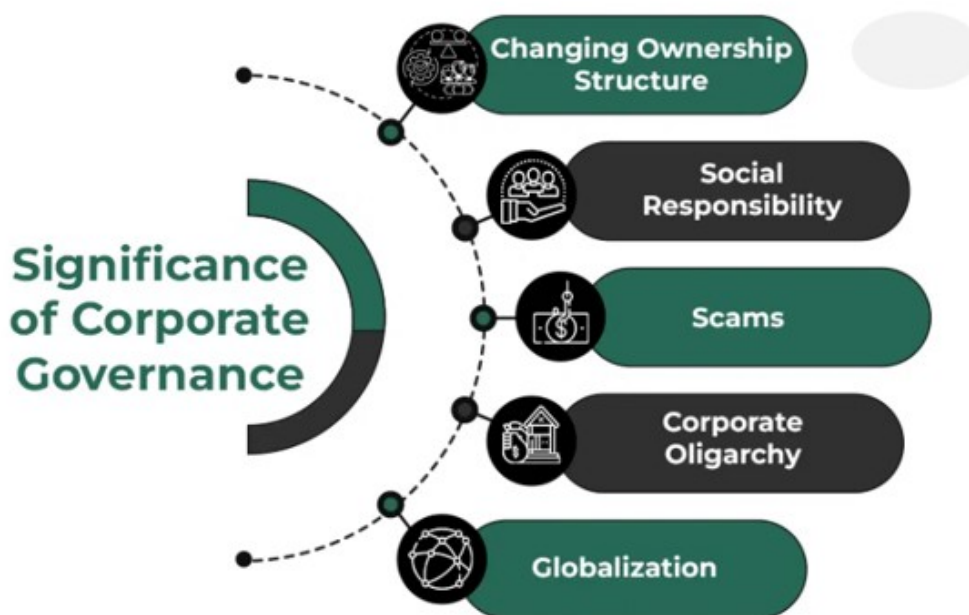 Significance
of Corporate
Governance
Changing Ownership
Structure
Social
Responsibility
Scams
Corporate
Oligarchy
Globalization